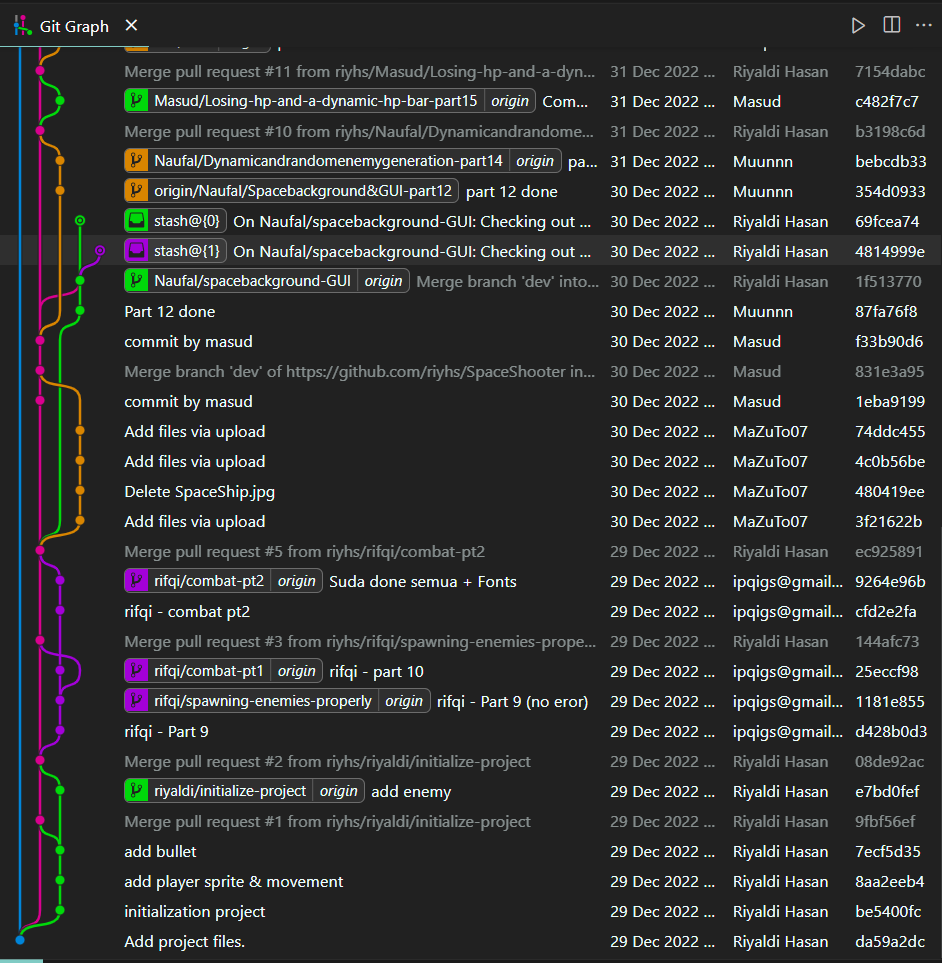 Git Graph
Merge pull request #11 from riyhs/Masud/Losing-hp-and-a-dyn... 31 Dec 2022 ... Riyaldi Hasan 7154dabc
Masud/Losing-hp-and-a-dynamic-hp-bar-part15 origin Com... 31 Dec 2022 ... Masud c482f7c7
Merge pull request #10 from riyhs/Naufal/Dynamicandrandome... 31 Dec 2022 ... Riyaldi Hasan b3198c6d
Naufal/Dynamicandrandomenemygeneration-part14 origin pa... 31 Dec 2022 ... Muunnn bebcdb33
origin/Naufal/Spacebackground&GUI-part12 part 12 done 30 Dec 2022 ... Muunnn 354d0933
stash@{0} On Naufal/spacebackground-GUI: Checking out ... 30 Dec 2022 ... Riyaldi Hasan 69fcea74
stash@{1} On Naufal/spacebackground-GUI: Checking out ... 30 Dec 2022 ... Riyaldi Hasan 4814999e
Naufal/spacebackground-GUI origin Merge branch 'dev' into... 30 Dec 2022 ... Riyaldi Hasan 1f513770
Part 12 done 30 Dec 2022 ... Muunnn 87fa76f8
commit by masud 30 Dec 2022 ... Masud f33b90d6
Merge branch 'dev' of https://github.com/riyhs/SpaceShooter in... 30 Dec 2022 ... Masud 831e3a95
commit by masud 30 Dec 2022 ... Masud 1eba9199
Add files via upload 30 Dec 2022 ... MaZuTo07 74ddc455
Add files via upload 30 Dec 2022 ... MaZuTo07 4c0b56be
Delete SpaceShip.jpg 30 Dec 2022 ... MaZuTo07 480419ee
Add files via upload 30 Dec 2022 ... MaZuTo07 3f21622b
Merge pull request #5 from riyhs/rifqi/combat-pt2 29 Dec 2022 ... Riyaldi Hasan ec925891
rifqi/combat-pt2 origin Suda done semua + Fonts 29 Dec 2022 ... ipqigs@gmail... 9264e96b
rifqi - combat pt2 29 Dec 2022 ... ipqigs@gmail... cfd2e2fa
Merge pull request #3 from riyhs/rifqi/spawning-enemies-prope... 29 Dec 2022 ... Riyaldi Hasan 144afc73
rifqi/combat-pt1 origin rifqi - part 10 29 Dec 2022 ... ipqigs@gmail... 25eccf98
rifqi/spawning-enemies-properly origin rifqi - Part 9 (no eror) 29 Dec 2022 ... ipqigs@gmail... 1181e855
rifqi - Part 9 29 Dec 2022 ... ipqigs@gmail... d428b0d3
Merge pull request #2 from riyhs/riyaldi/initialize-project 29 Dec 2022 ... Riyaldi Hasan 08de92ac
riyaldi/initialize-project origin add enemy 29 Dec 2022 ... Riyaldi Hasan e7bd0fef
Merge pull request #1 from riyhs/riyaldi/initialize-project 29 Dec 2022 ... Riyaldi Hasan 9fbf56ef
add bullet 29 Dec 2022 ... Riyaldi Hasan 7ecf5d35
add player sprite & movement 29 Dec 2022 ... Riyaldi Hasan 8aa2eeb4
initialization project 29 Dec 2022 ... Riyaldi Hasan be5400fc
Add project files. 29 Dec 2022 ... Riyaldi Hasan da59a2dc